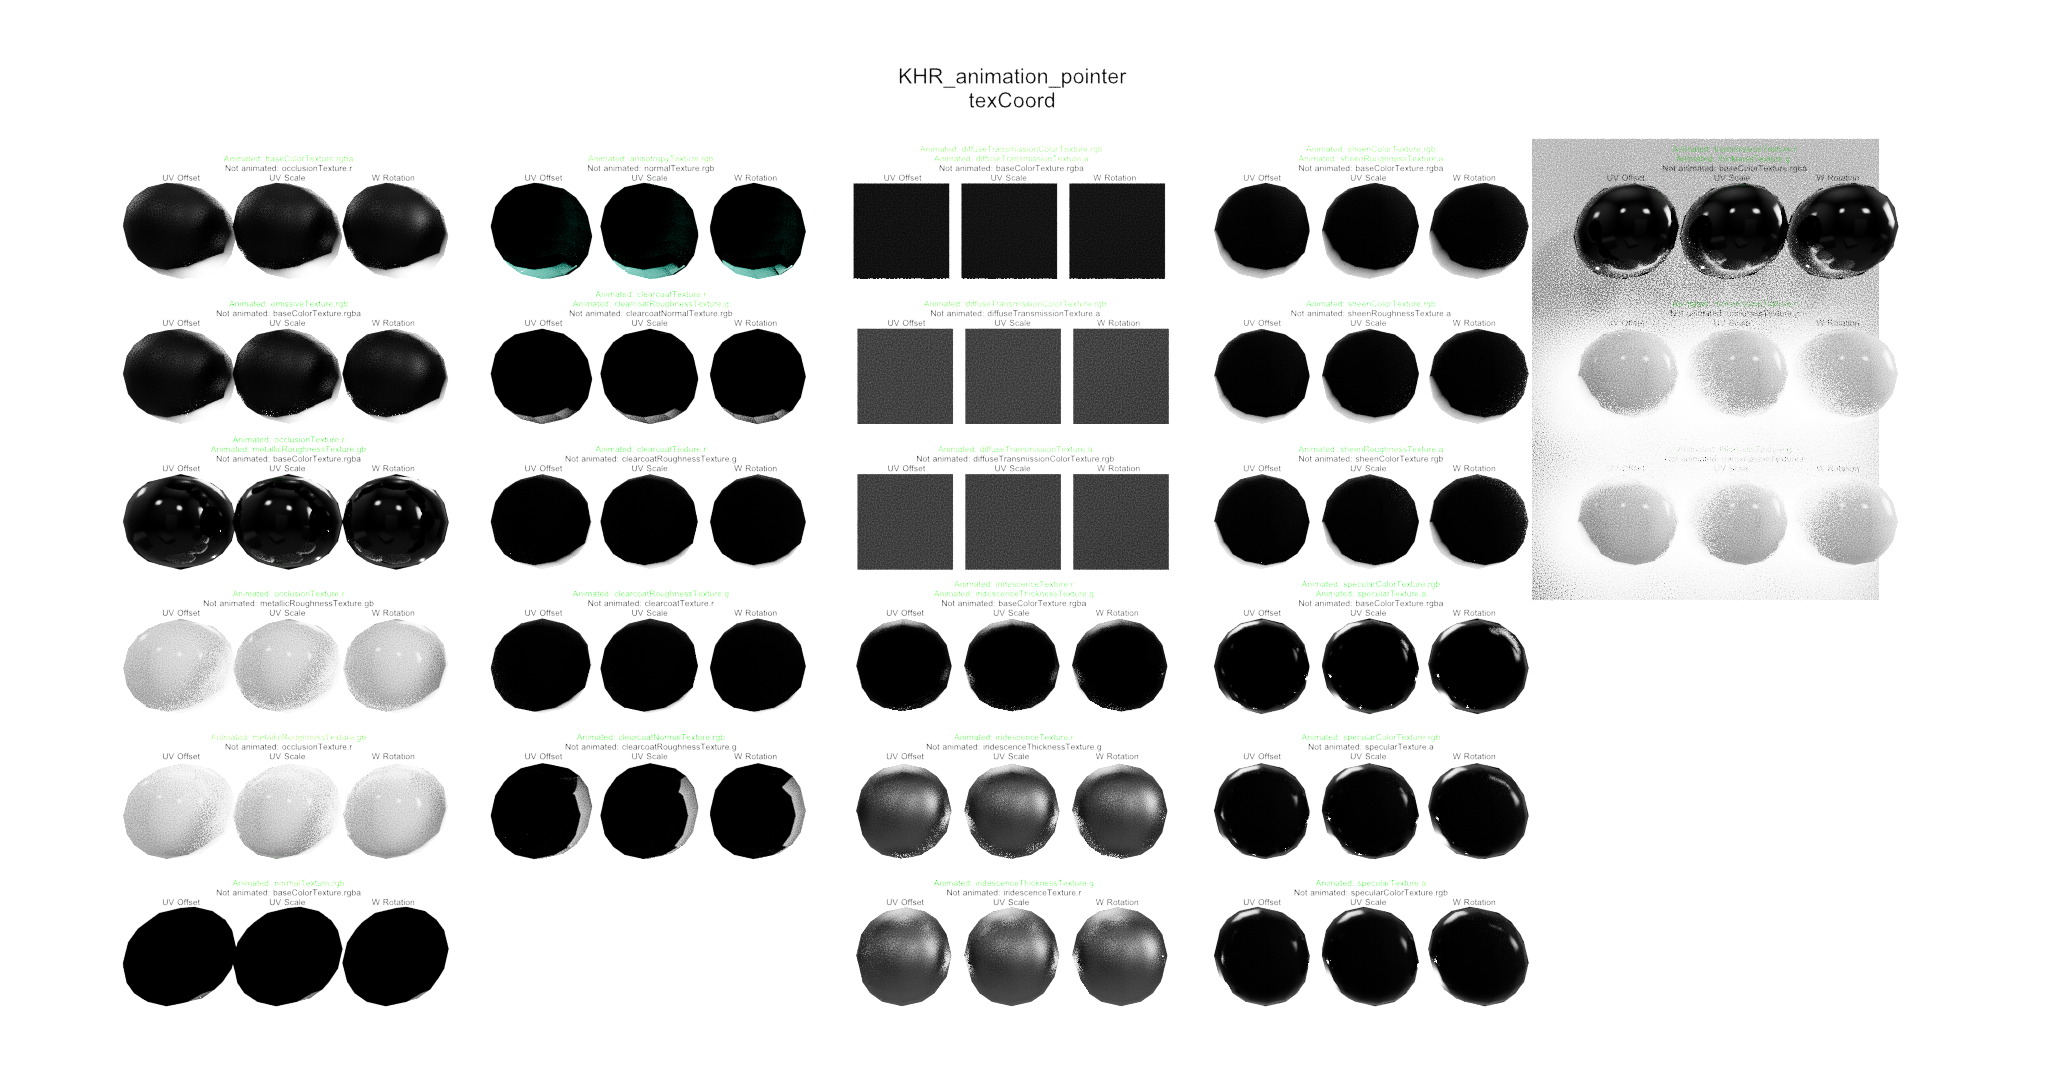 KHR_animation_pointer
texCoord
Animated: baseColorTexture.rgba
Not animated: occlusionTexture.r
UV Offset UV Scale W Rotation
Animated: emissiveTexture.rgb
Not animated: baseColorTexture.rgba
UV Offset UV Scale W Rotation
Animated: occlusionTexture.r
Animated: metallicRoughnessTexture.gb
Not animated: baseColorTexture.rgba
UV Offset UV Scale W Rotation
Animated: occlusionTexture.r
Not animated: metallicRoughnessTexture.gb
UV Offset UV Scale W Rotation
Animated: metallicRoughnessTexture.gb
Not animated: occlusionTexture.r
UV Offset UV Scale W Rotation
Animated: normalTexture.rgb
Not animated: baseColorTexture.rgba
UV Offset UV Scale W Rotation
Animated: anisotropyTexture.rgb
Not animated: normalTexture.rgb
UV Offset UV Scale W Rotation
Animated: clearcoatTexture.r
Animated: clearcoatRoughnessTexture.g
Not animated: clearcoatNormalTexture.rgb
UV Offset UV Scale W Rotation
Animated: clearcoatTexture.r
Not animated: clearcoatRoughnessTexture.g
UV Offset UV Scale W Rotation
Animated: clearcoatRoughnessTexture.g
Not animated: clearcoatTexture.r
UV Offset UV Scale W Rotation
Animated: clearcoatNormalTexture.rgb
Not animated: clearcoatRoughnessTexture.g
UV Offset UV Scale W Rotation
Animated: diffuseTransmissionColorTexture.rgb
Animated: diffuseTransmissionTexture.a
Not animated: baseColorTexture.rgba
UV Offset UV Scale W Rotation
Animated: diffuseTransmissionColorTexture.rgb
Not animated: diffuseTransmissionTexture.a
UV Offset UV Scale W Rotation
Animated: diffuseTransmissionTexture.a
Not animated: diffuseTransmissionColorTexture.rgb
UV Offset UV Scale W Rotation
Animated: iridescenceTexture.r
Animated: iridescenceThicknessTexture.g
Not animated: baseColorTexture.rgba
UV Offset UV Scale W Rotation
Animated: iridescenceTexture.r
Not animated: iridescenceThicknessTexture.g
UV Offset UV Scale W Rotation
Animated: iridescenceThicknessTexture.g
Not animated: iridescenceTexture.r
UV Offset UV Scale W Rotation
Animated: sheenColorTexture.rgb
Animated: sheenRoughnessTexture.a
Not animated: baseColorTexture.rgba
UV Offset UV Scale W Rotation
Animated: sheenColorTexture.rgb
Not animated: sheenRoughnessTexture.a
UV Offset UV Scale W Rotation
Animated: sheenRoughnessTexture.a
Not animated: sheenColorTexture.rgb
UV Offset UV Scale W Rotation
Animated: specularColorTexture.rgb
Animated: specularTexture.a
Not animated: baseColorTexture.rgba
UV Offset UV Scale W Rotation
Animated: specularColorTexture.rgb
Not animated: specularTexture.a
UV Offset UV Scale W Rotation
Animated: specularTexture.a
Not animated: specularColorTexture.rgb
UV Offset UV Scale W Rotation
Not animated: baseColorTexture.rgba
UV Offset UV Scale W Rotation
UV Offset UV Scale W Rotation